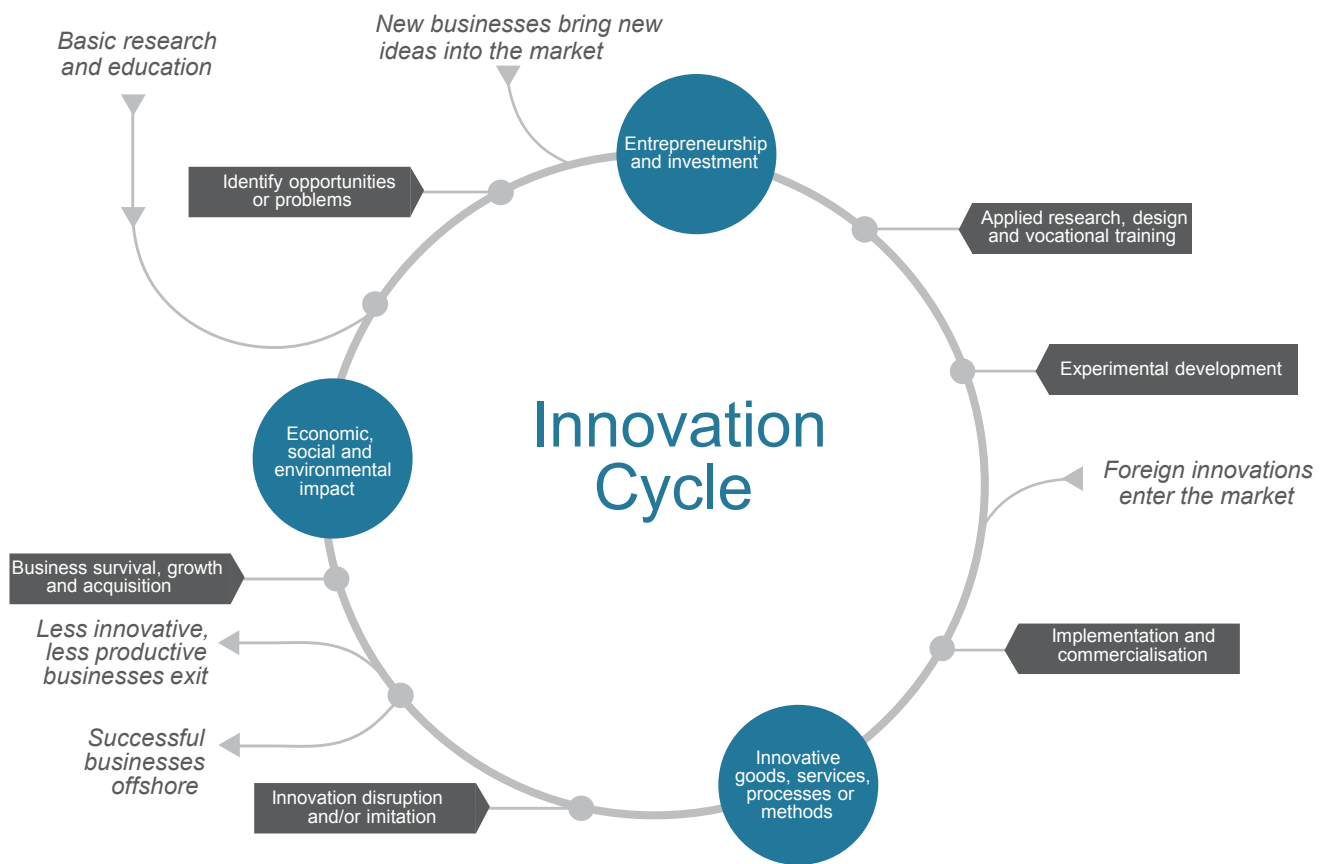 Basic research
and education
New businesses bring new
ideas into the market
Entrepreneurship
and investment
Identify opportunities
or problems
Applied research, design
and vocational training
Experimental development
Innovation
Cycle
Economic,
social and
environmental
impact
Foreign innovations
enter the market
Business survival, growth
and acquisition
Less innovative,
less productive
businesses exit
Implementation and
commercialisation
Successful
businesses
offshore
Innovative
goods, services,
processes or
methods
Innovation disruption
and/or imitation